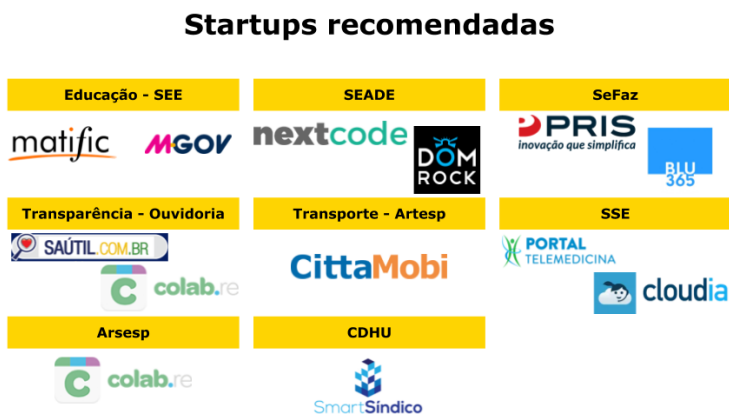 Startups recomendadas
Educação - SEE
matific
MGOV
SEADE
nextcode
DOM
ROCK
SeFaz
PRIS
inovação que simplifica
BLU
365
Transparência - Ouvidoria
SAÚTIL.COM.BR
C colab.re
Transporte - Artesp
CittaMobi
SSE
PORTAL
TELEMEDICINA
cloudia
Arsesp
C colab.re
CDHU
SmartSíndico